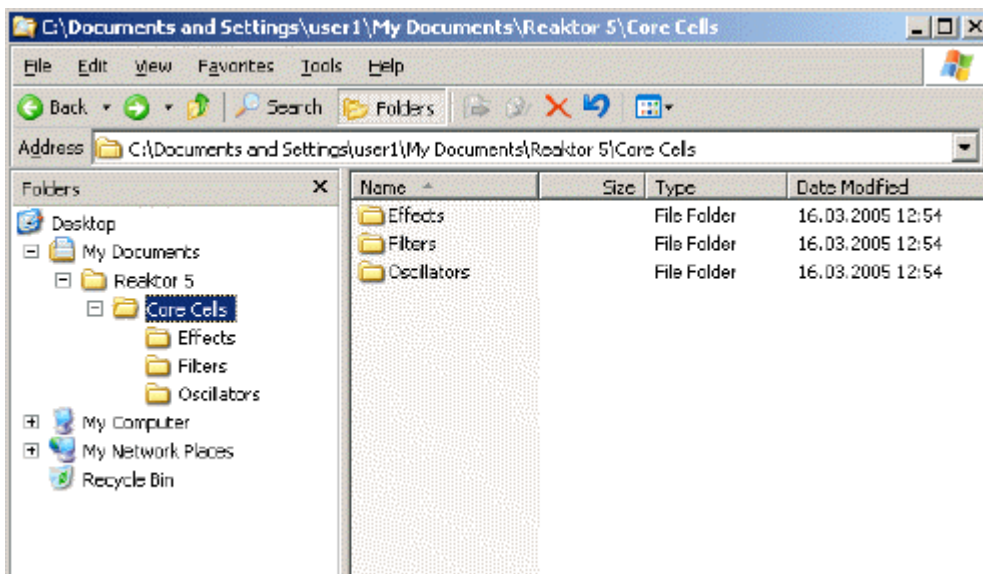 C:\Documents and Settings\user1\My Documents\Reaktor 5\Core Cells
File Edit View Favorites Tools Help
Back Search Folders
Address C:\Documents and Settings\user1\My Documents\Reaktor 5\Core Cells
Folders
Desktop
My Documents
Reaktor 5
Core Cells
Effects
Filters
Oscillators
My Computer
My Network Places
Recycle Bin
Name Size Type Date Modified
Effects File Folder 16.03.2005 12:54
Filters File Folder 16.03.2005 12:54
Oscillators File Folder 16.03.2005 12:54